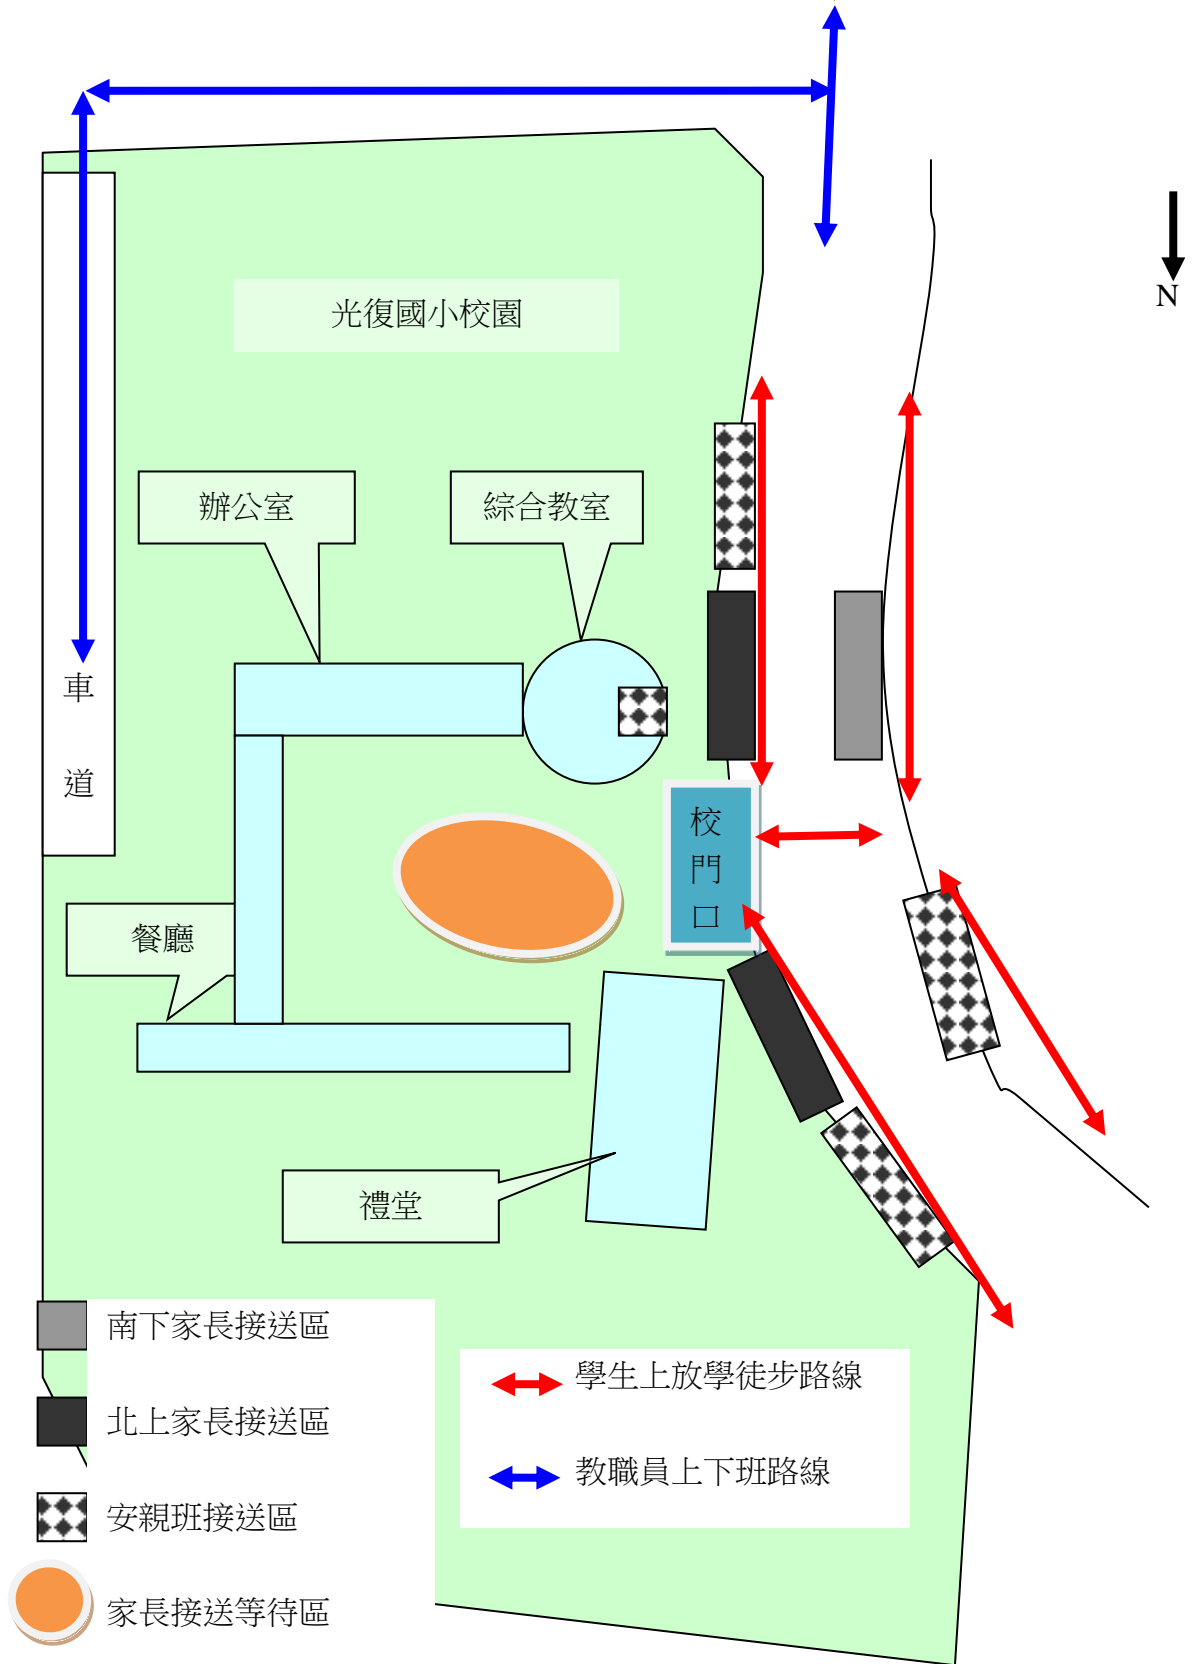 N
光復國小校園
辦公室
綜合教室
車
道
校
門
口
餐廳
禮堂
南下家長接送區
北上家長接送區
安親班接送區
家長接送等待區
學生上放學徒步路線
教職員上下班路線